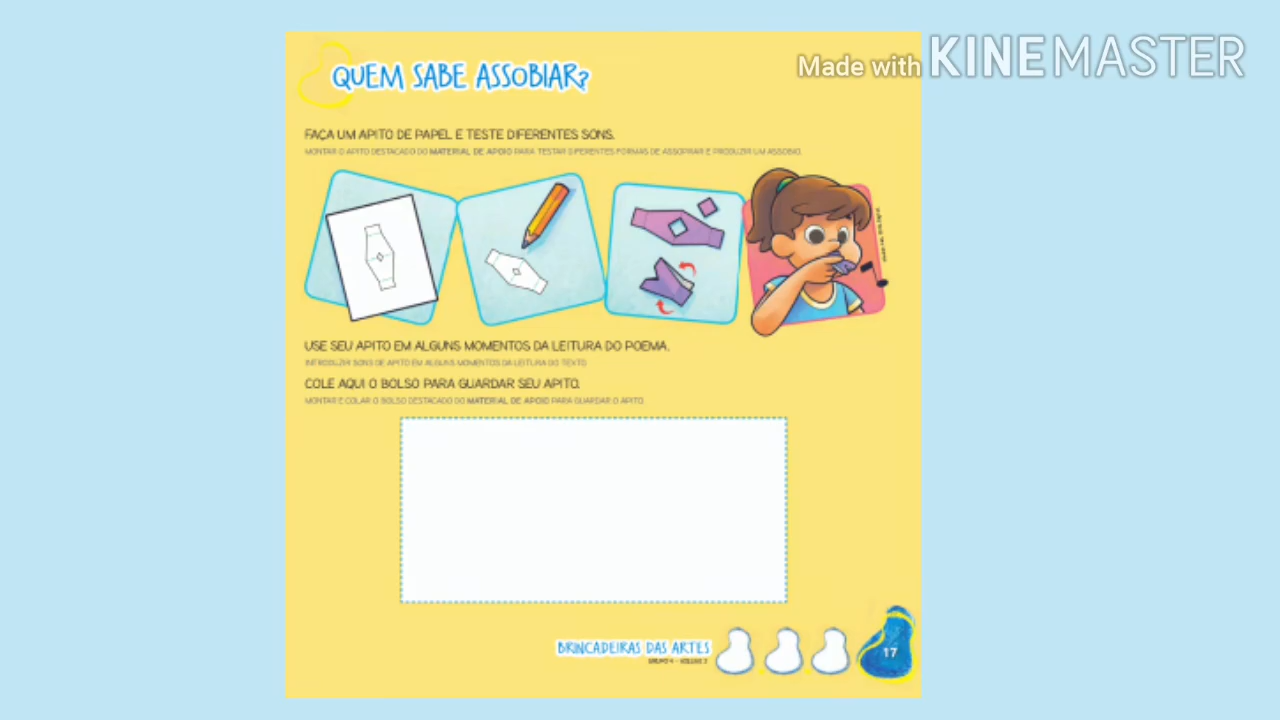 Made with KINEMASTER
QUEM SABE ASSOBIAR?
FAÇA UM APITO DE PAPEL E TESTE DIFERENTES SONS.
MONTAR O APITO DESTACADO DO MATERIAL DE APOIO PARA TESTAR DIFERENTES FORMAS DE ASSOPRAR E PRODUZIR UM ASSOBIO.
USE SEU APITO EM ALGUNS MOMENTOS DA LEITURA DO POEMA.
INTRODUZIR SONS DE APITO EM ALGUNS MOMENTOS DA LEITURA DO TEXTO.
COLE AQUI O BOLSO PARA GUARDAR SEU APITO.
MONTAR E COLAR O BOLSO DESTACADO DO MATERIAL DE APOIO PARA GUARDAR O APITO.
BRINCADEIRAS DAS ARTES
GRUPO 4 - VOLUME
17